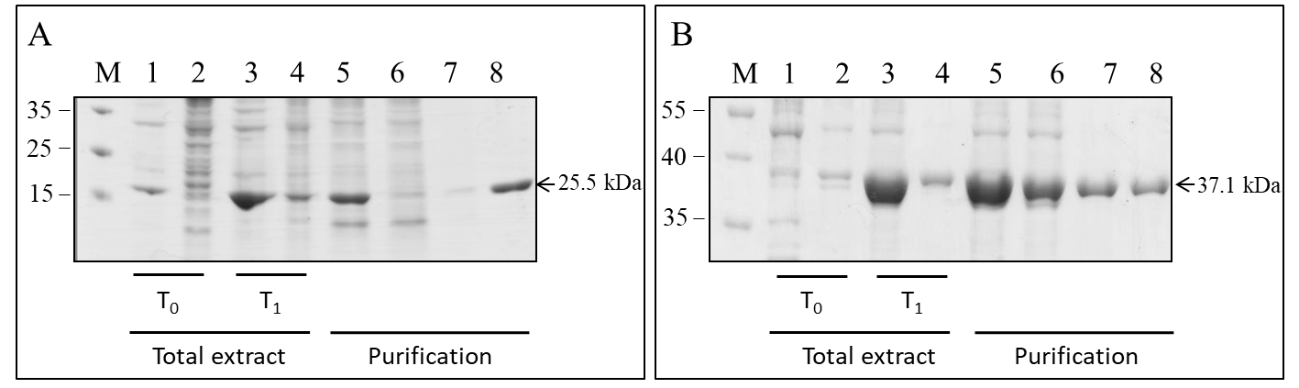 A
M 1 2 3 4 5 6 7 8
35 –
25 –
15 –
←25.5 kDa
T0
T1
Total extract
Purification
B
M 1 2 3 4 5 6 7 8
55 –
40 –
35 –
←37.1 kDa
T0
T1
Total extract
Purification